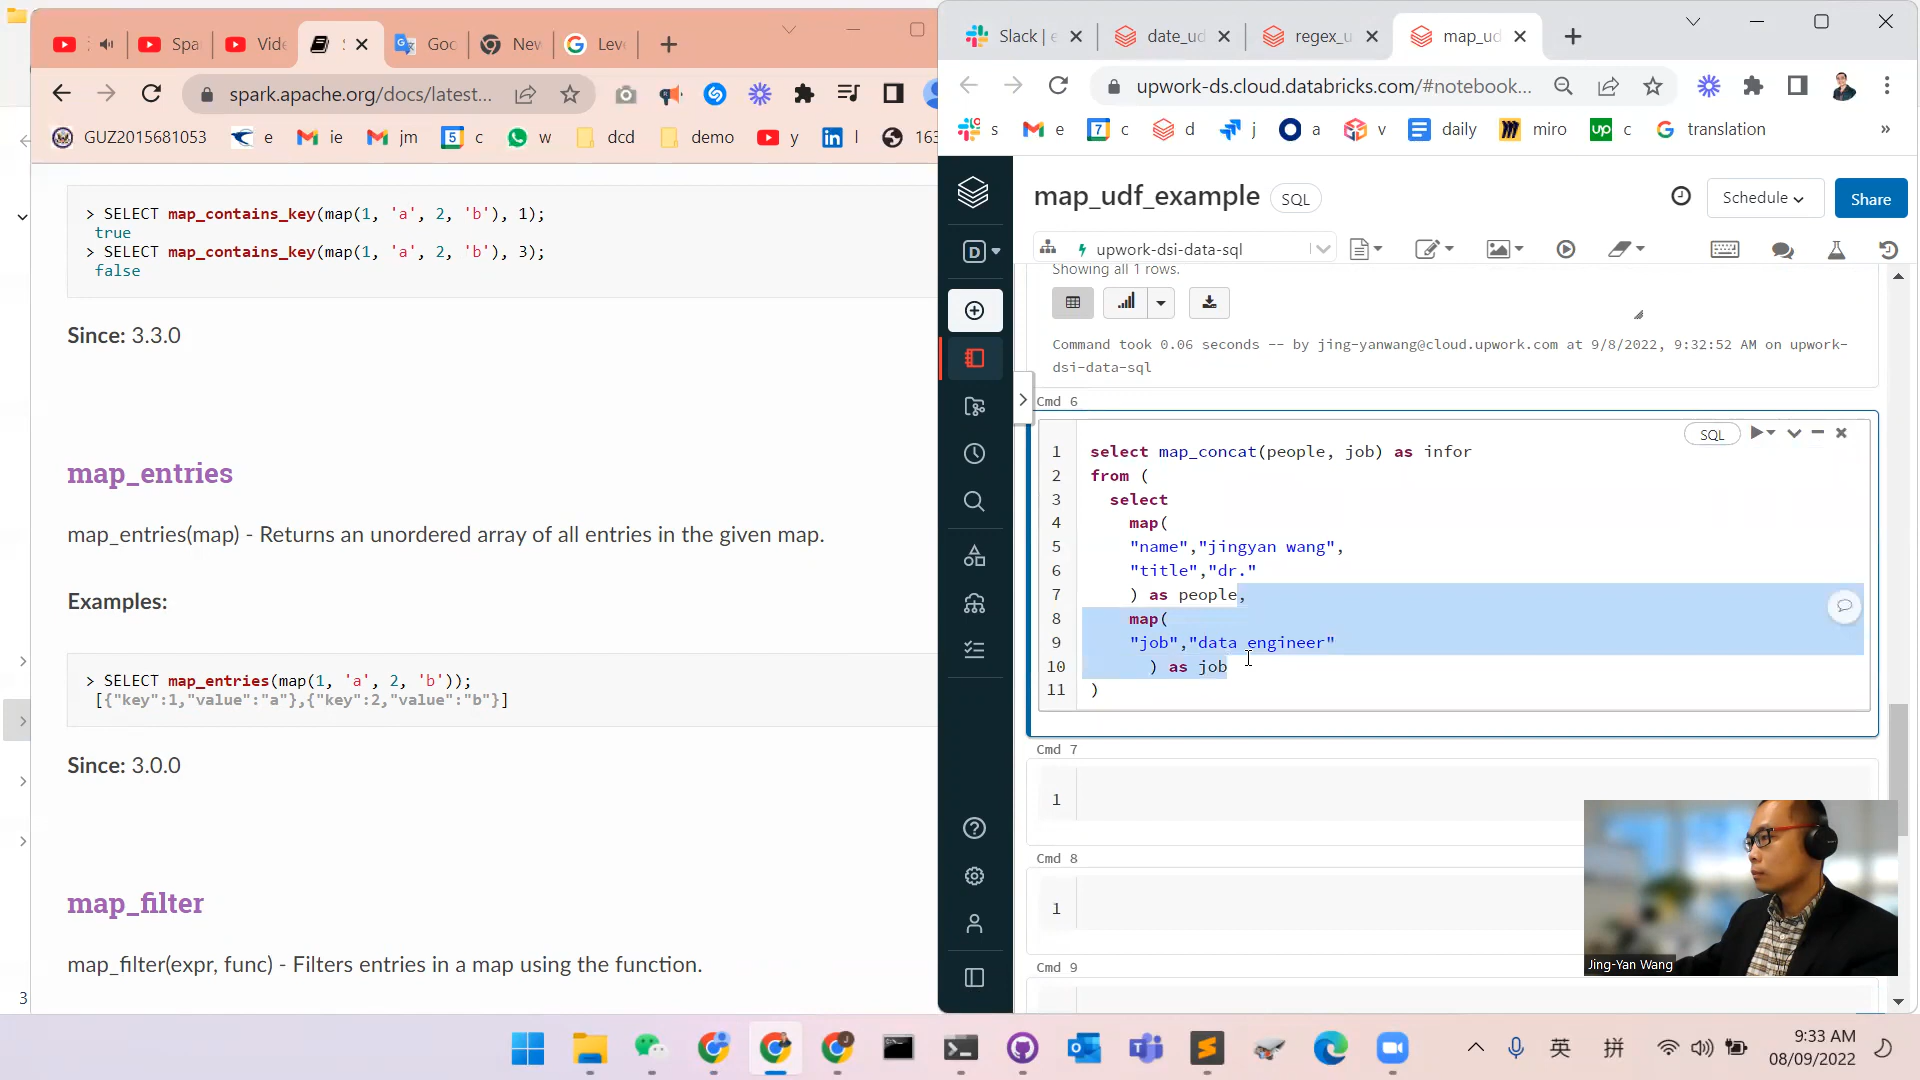 Spa
Vide
S
Goo
New
Leve
spark.apache.org/docs/latest...
GUZ2015681053
e
ie
jm
c
w
dcd
demo
y
l
163
> SELECT map_contains_key(map(1, 'a', 2, 'b'), 1);
true
> SELECT map_contains_key(map(1, 'a', 2, 'b'), 3);
false
Since: 3.3.0
map_entries
map_entries(map) - Returns an unordered array of all entries in the given map.
Examples:
> SELECT map_entries(map(1, 'a', 2, 'b'));
[{"key":1,"value":"a"},{"key":2,"value":"b"}]
Since: 3.0.0
map_filter
map_filter(expr, func) - Filters entries in a map using the function.
3
Slack | e
date_ud
regex_u
map_ud
upwork-ds.cloud.databricks.com/#notebook...
s
e
7 c
d
j
a
v
daily
miro
up c
translation
»
map_udf_example
SQL
Schedule
Share
D
upwork-dsi-data-sql
Showing all 1 rows.
Command took 0.06 seconds -- by jing-yanwang@cloud.upwork.com at 9/8/2022, 9:32:52 AM on upwork-
dsi-data-sql
Cmd 6
SQL
1 select map_concat(people, job) as infor
2 from (
3 select
4 map(
5 "name","jingyan wang",
6 "title","dr."
7 ) as people,
8 map(
9 "job","data engineer"
10 ) as job
11 )
Cmd 7
1
Cmd 8
1
Cmd 9
Jing-Yan Wang
英
拼
9:33 AM
08/09/2022